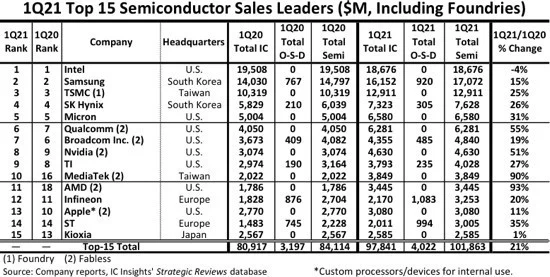 1Q21 Top 15 Semiconductor Sales Leaders ($M, Including Foundries)
1Q21 Rank | 1Q20 Rank | Company | Headquarters | 1Q20 Total IC | 1Q20 Total O-S-D | 1Q20 Total Semi | 1Q21 Total IC | 1Q21 Total O-S-D | 1Q21 Total Semi | 1Q21/1Q20 % Change
1 | 1 | Intel | U.S. | 19,508 | 0 | 19,508 | 18,676 | 0 | 18,676 | -4%
2 | 2 | Samsung | South Korea | 14,030 | 767 | 14,797 | 16,152 | 920 | 17,072 | 15%
3 | 3 | TSMC (1) | Taiwan | 10,319 | 0 | 10,319 | 12,911 | 0 | 12,911 | 25%
4 | 4 | SK Hynix | South Korea | 5,829 | 210 | 6,039 | 7,323 | 305 | 7,628 | 26%
5 | 5 | Micron | U.S. | 5,004 | 0 | 5,004 | 6,580 | 0 | 6,580 | 31%
6 | 7 | Qualcomm (2) | U.S. | 4,050 | 0 | 4,050 | 6,281 | 0 | 6,281 | 55%
7 | 6 | Broadcom Inc. (2) | U.S. | 3,673 | 409 | 4,082 | 4,355 | 485 | 4,840 | 19%
8 | 9 | Nvidia (2) | U.S. | 3,074 | 0 | 3,074 | 4,630 | 0 | 4,630 | 51%
9 | 8 | TI | U.S. | 2,974 | 190 | 3,164 | 3,793 | 235 | 4,028 | 27%
10 | 16 | MediaTek (2) | Taiwan | 2,022 | 0 | 2,022 | 3,849 | 0 | 3,849 | 90%
11 | 18 | AMD (2) | U.S. | 1,786 | 0 | 1,786 | 3,445 | 0 | 3,445 | 93%
12 | 11 | Infineon | Europe | 1,828 | 876 | 2,704 | 2,170 | 1,083 | 3,253 | 20%
13 | 10 | Apple* (2) | U.S. | 2,770 | 0 | 2,770 | 3,080 | 0 | 3,080 | 11%
14 | 14 | ST | Europe | 1,483 | 745 | 2,228 | 2,011 | 994 | 3,005 | 35%
15 | 13 | Kioxia | Japan | 2,567 | 0 | 2,567 | 2,585 | 0 | 2,585 | 1%
— | — | Top-15 Total | 80,917 | 3,197 | 84,114 | 97,841 | 4,022 | 101,863 | 21%
(1) Foundry (2) Fabless
Source: Company reports, IC Insights' Strategic Reviews database
*Custom processors/devices for internal use.